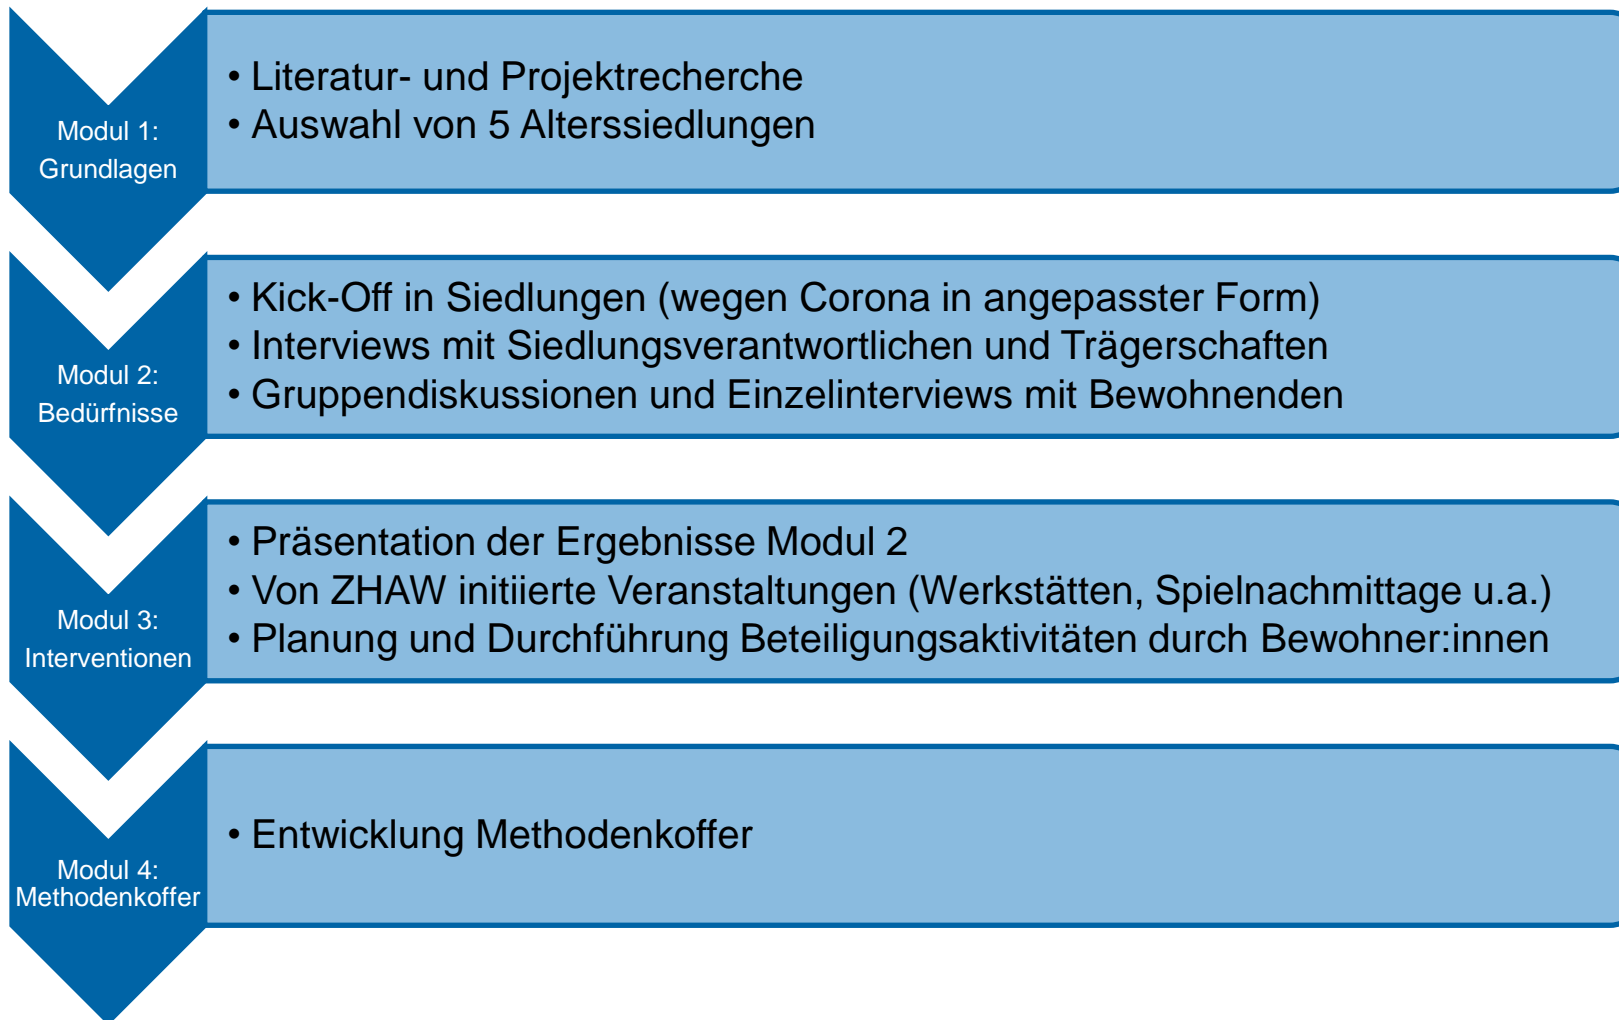 Modul 1:
Grundlagen
• Literatur- und Projektrecherche
• Auswahl von 5 Alterssiedlungen
Modul 2:
Bedürfnisse
• Kick-Off in Siedlungen (wegen Corona in angepasster Form)
• Interviews mit Siedlungsverantwortlichen und Trägerschaften
• Gruppendiskussionen und Einzelinterviews mit Bewohnenden
Modul 3:
Interventionen
• Präsentation der Ergebnisse Modul 2
• Von ZHAW initiierte Veranstaltungen (Werkstätten, Spielnachmittage u.a.)
• Planung und Durchführung Beteiligungsaktivitäten durch Bewohner:innen
Modul 4:
Methodenkoffer
• Entwicklung Methodenkoffer